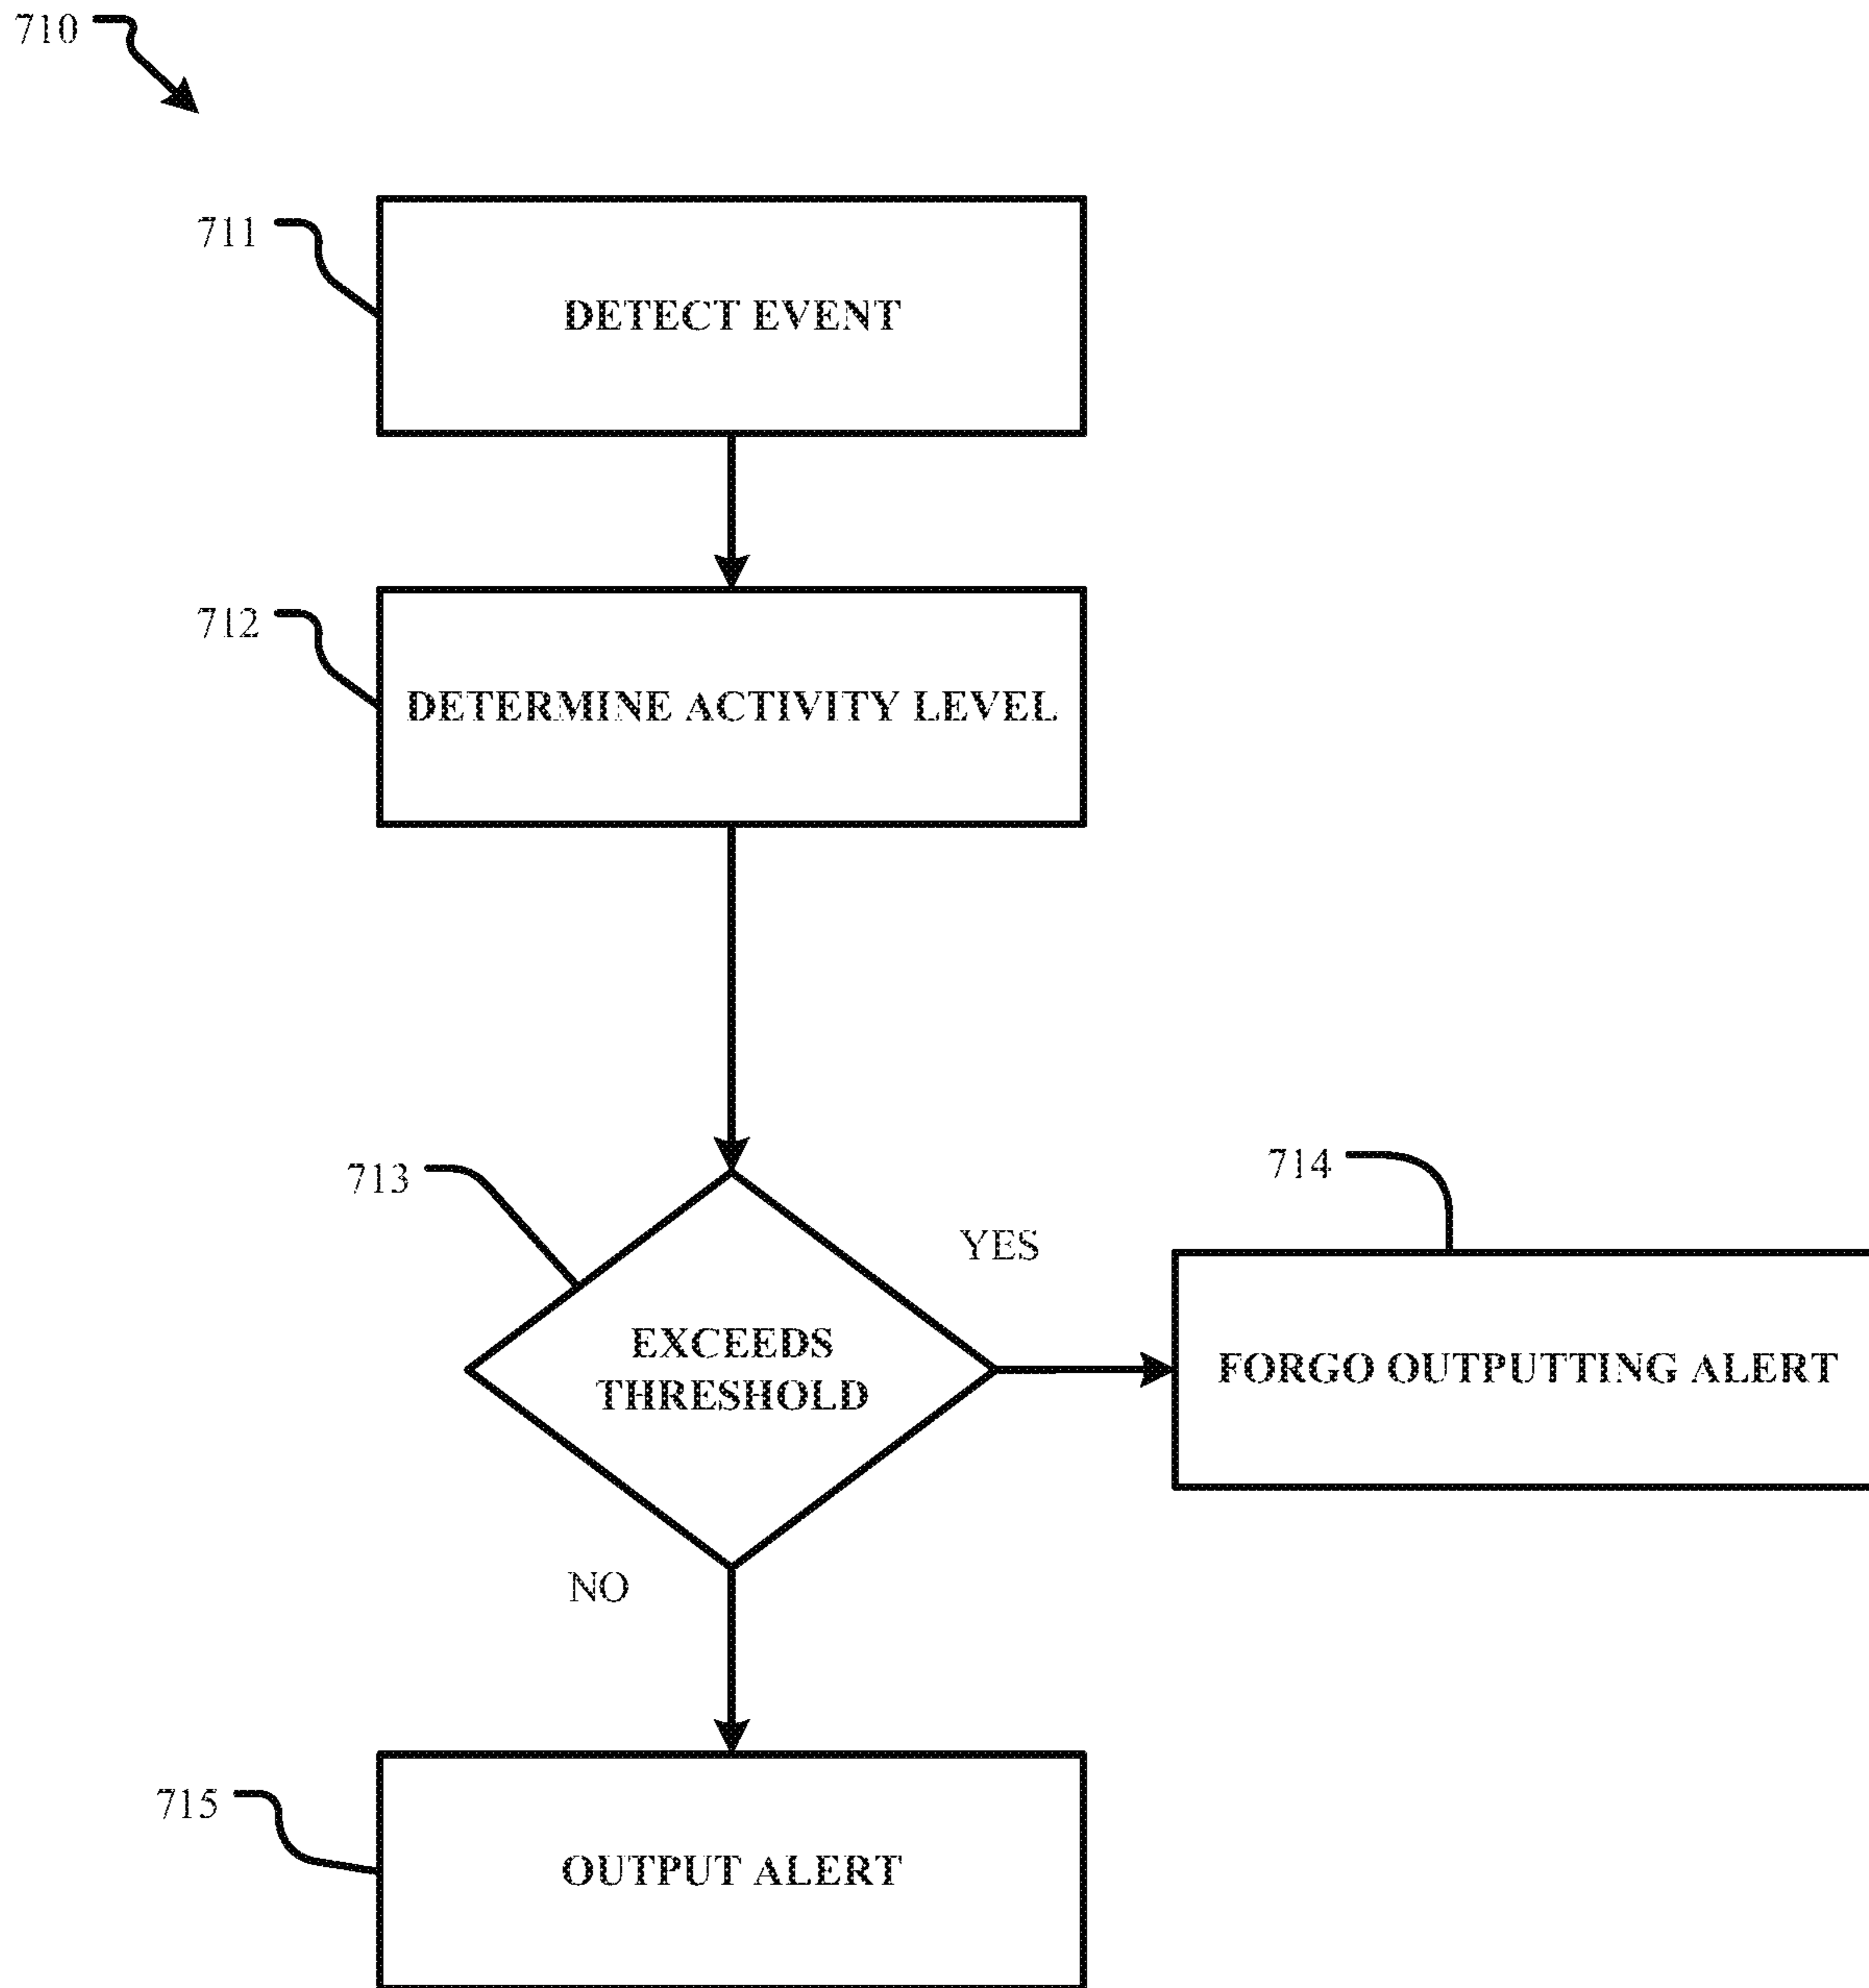 710
711
DETECT EVENT
712
DETERMINE ACTIVITY LEVEL
713
714
YES
EXCEEDS
THRESHOLD
FORGO OUTPUTTING ALERT
NO
715
OUTPUT ALERT